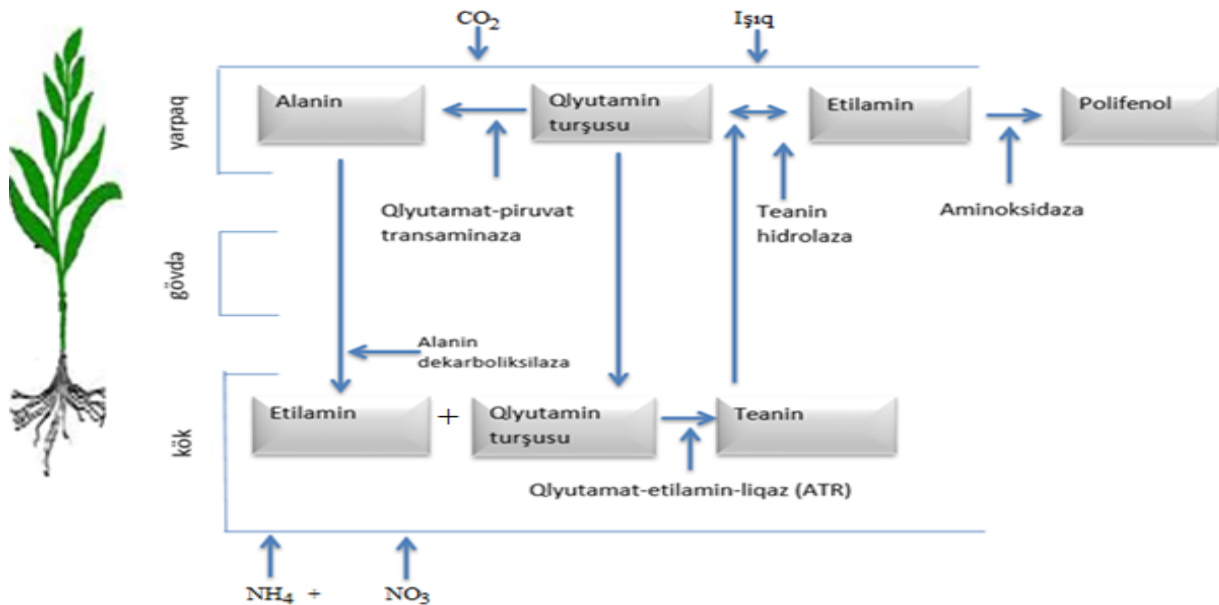 CO₂
Işıq
yarpaq
Alanin
Qlyutamin
turşusu
Etilamin
Polifenol
Qlyutamat-piruvat
transaminaza
Teanin
hidrolaza
Aminoksidaza
gövdə
Alanin
dekarboliksilaza
kök
Etilamin
+
Qlyutamin
turşusu
Teanin
Qlyutamat-etilamin-liqaz (ATR)
NH₄ +
NO₃